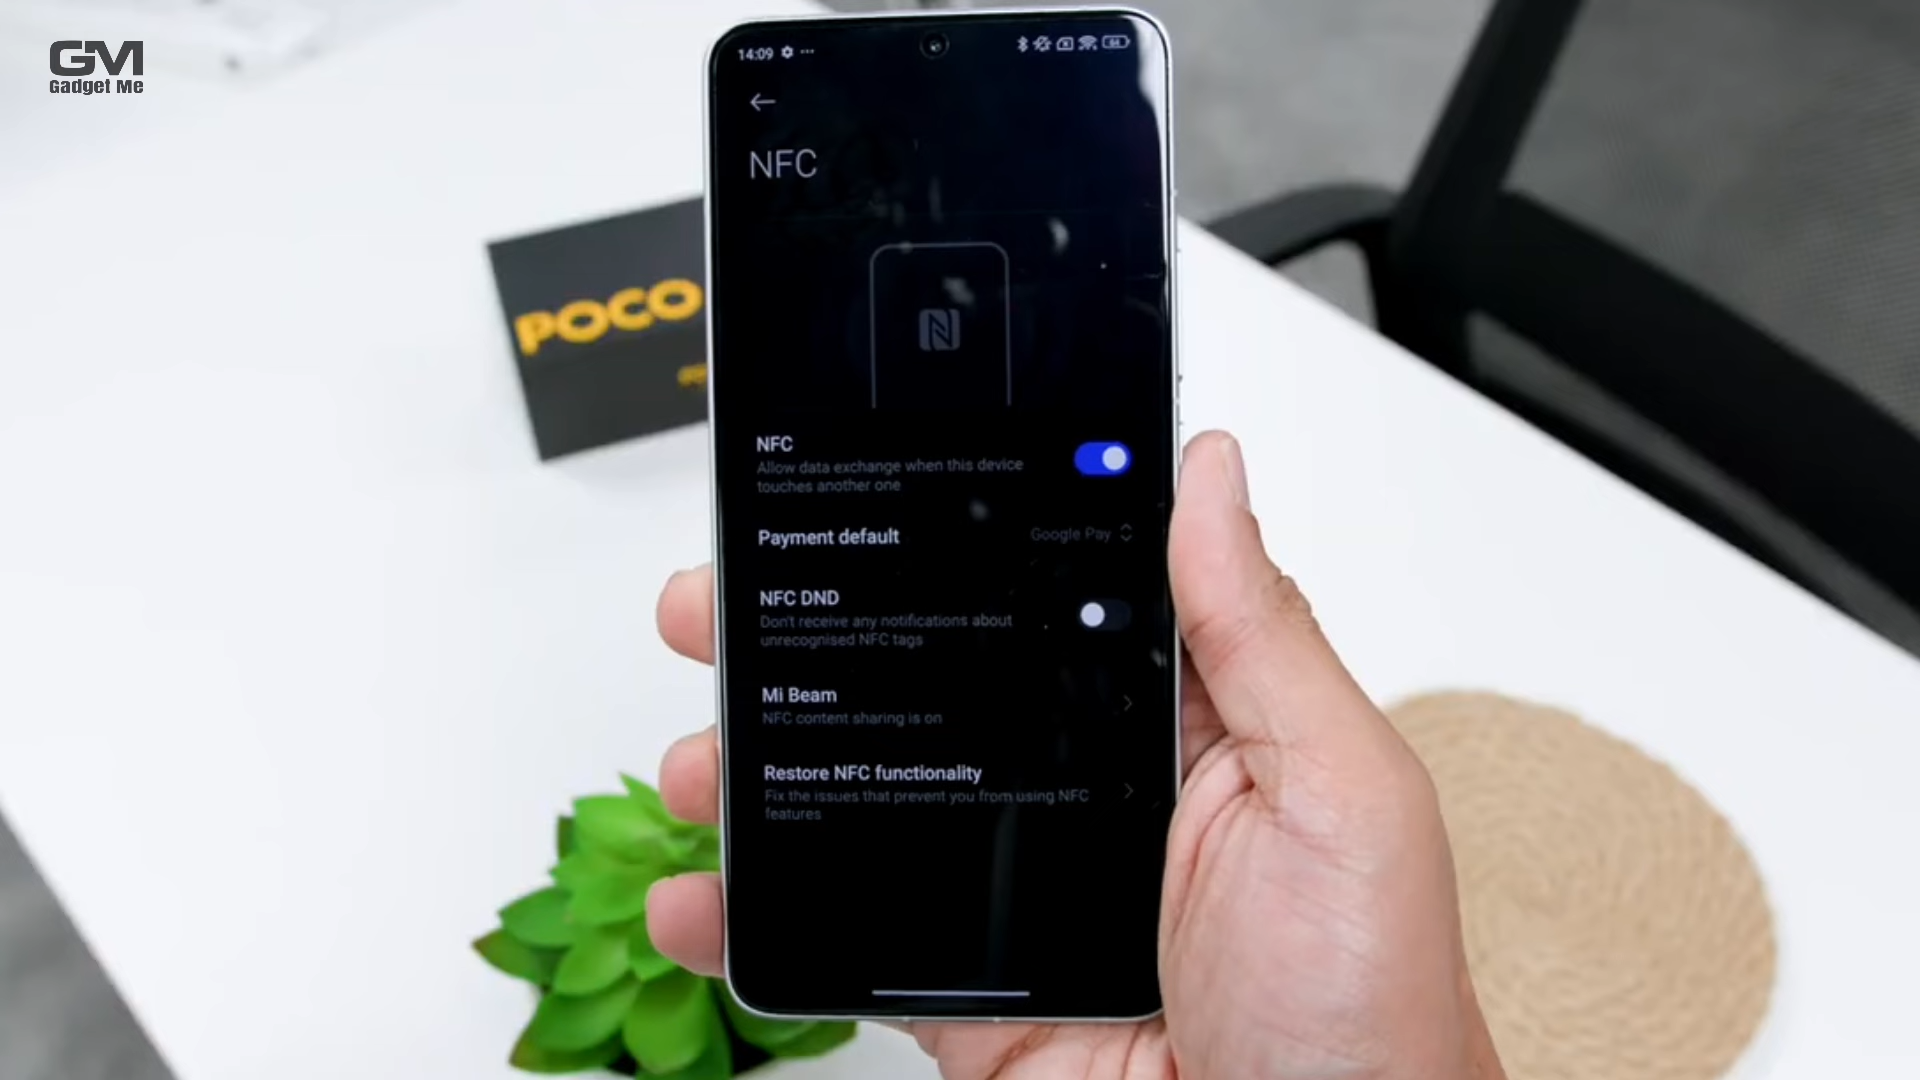 GM
Gadget Me
14:09
64
NFC
POCO
NFC
Allow data exchange when this device
touches another one
Payment default
Google Pay
NFC DND
Don't receive any notifications about
unrecognised NFC tags
Mi Beam
NFC content sharing is on
Restore NFC functionality
Fix the issues that prevent you from using NFC
features